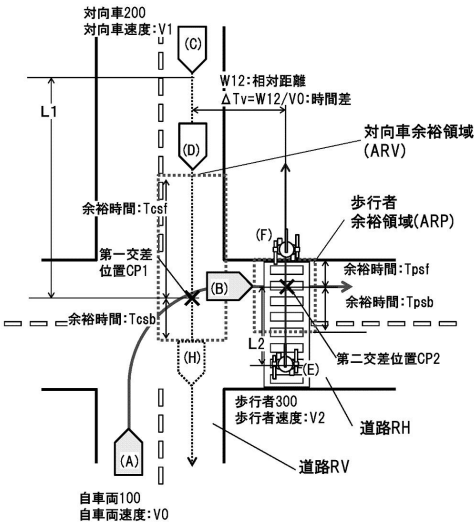 対向車200
対向車速度:V1
(C)
W12:相対距離
ΔTv=W12/V0:時間差
L1
対向車余裕領域
(ARV)
(D)
歩行者
余裕領域(ARP)
余裕時間:Tcsf
(F)
第一交差
位置CP1
余裕時間:Tpsf
(B)
余裕時間:Tpsb
余裕時間:Tcsb
L2
(H)
(E)
第二交差位置CP2
歩行者300
歩行者速度:V2
道路RH
(A)
道路RV
自車両100
自車両速度:V0